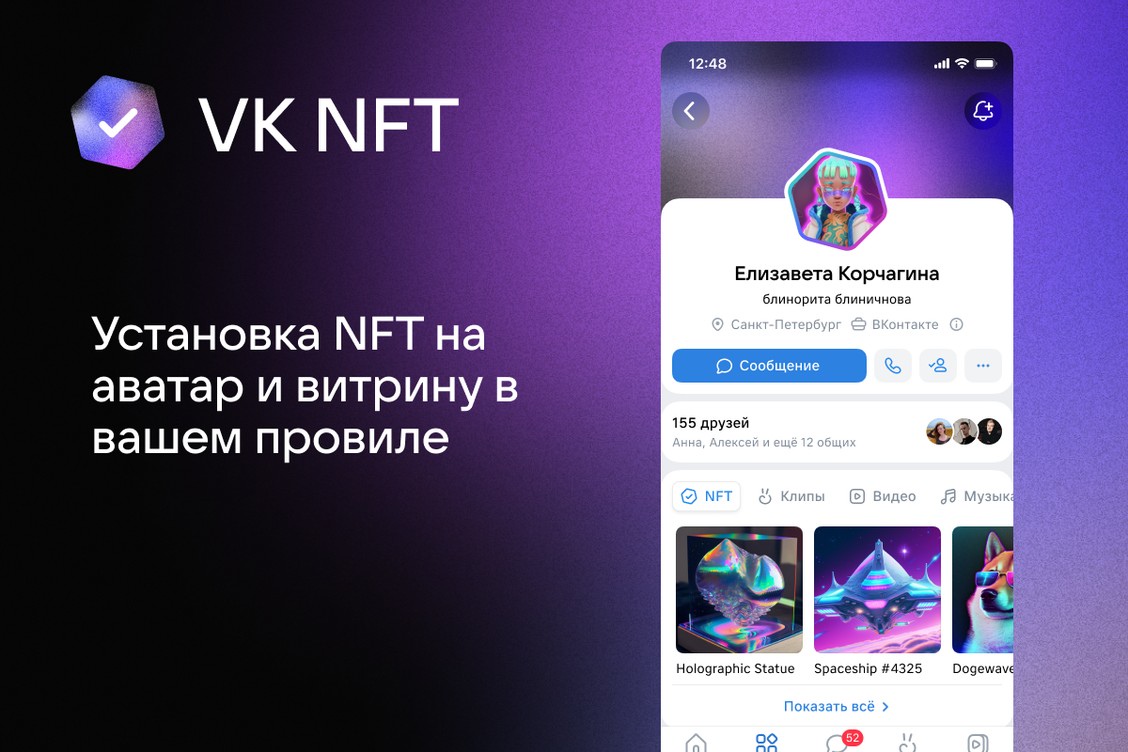 VK NFT
Установка NFT на
аватар и витрину в
вашем провиле
12:48
Елизавета Корчагина
блинорита блиничнова
Санкт-Петербург ВКонтакте
Сообщение
155 друзей
Анна, Алексей и ещё 12 общих
NFT Клипы Видео Музыка
Holographic Statue Spaceship #4325 Dogewave
Показать всё
52